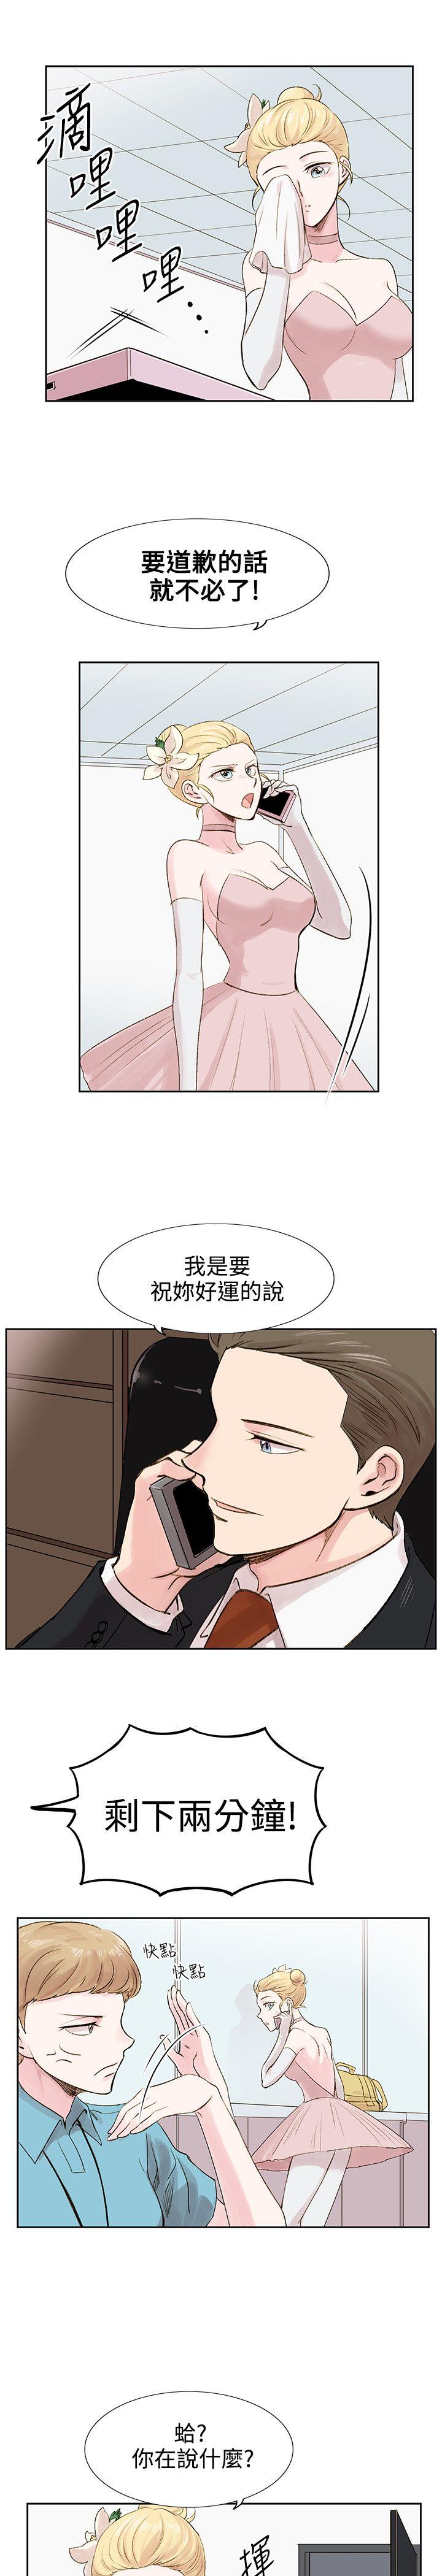 滴哩哩哩…
要道歉的話
就不必了!
我是要
祝妳好運的說
剩下兩分鐘!
快點
快點
蛤?
你在說什麼?
揮